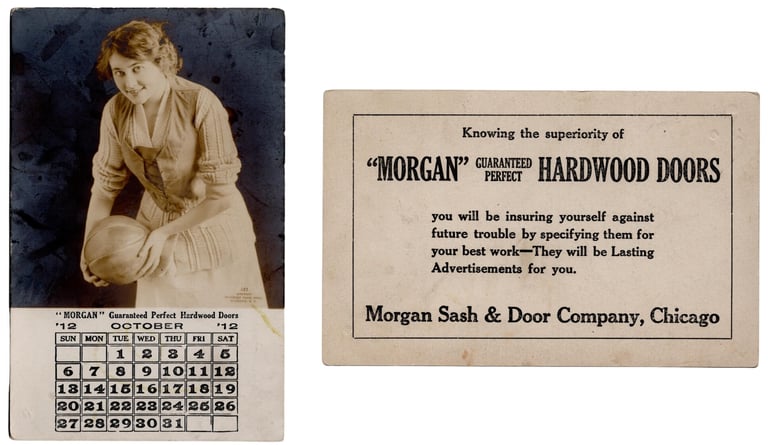 "MORGAN" Guaranteed Perfect Hardwood Doors
'12 OCTOBER '12
SUN MON TUE WED THU FRI SAT
1 2 3 4 5
6 7 8 9 10 11 12
13 14 15 16 17 18 19
20 21 22 23 24 25 26
27 28 29 30 31
Knowing the superiority of
"MORGAN" GUARANTEED PERFECT HARDWOOD DOORS
you will be insuring yourself against
future trouble by specifying them for
your best work—They will be Lasting
Advertisements for you.
Morgan Sash & Door Company, Chicago